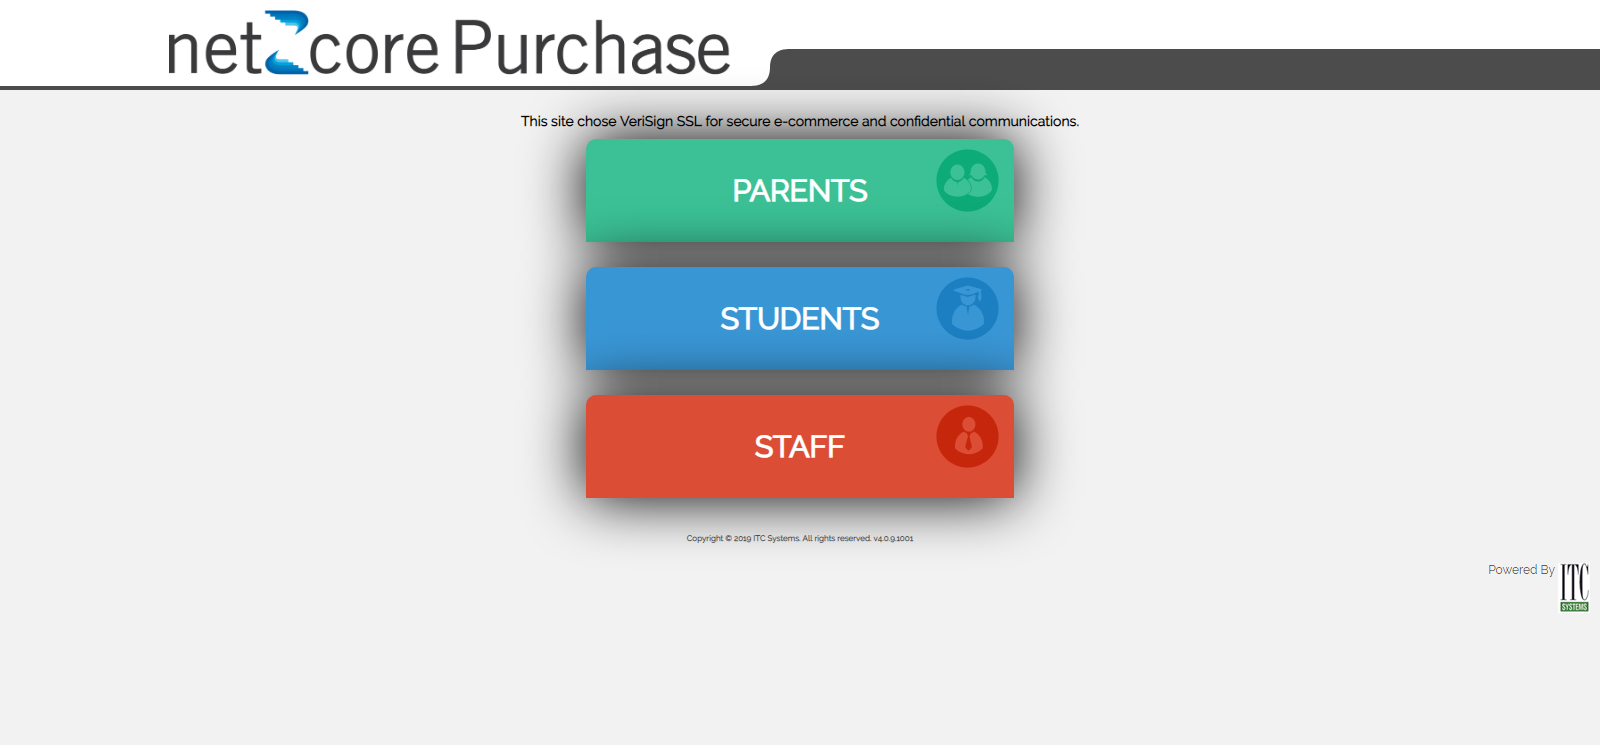 netZcore Purchase
This site chose VeriSign SSL for secure e-commerce and confidential communications.
PARENTS
STUDENTS
STAFF
Copyright © 2019 ITC Systems. All rights reserved. v4.0.9.1001
Powered By
ITC
SYSTEMS